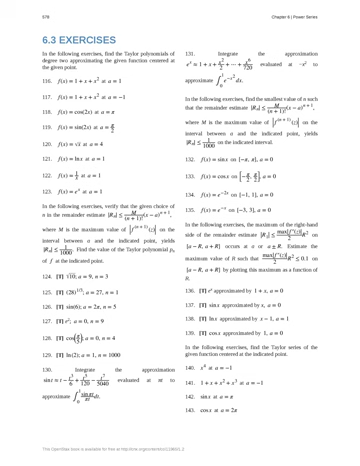 578
Chapter 6 | Power Series
6.3 EXERCISES
In the following exercises, find the Taylor polynomials of
degree two approximating the given function centered at
the given point.
116. f(x) = 1 + x + x² at a = 1
117. f(x) = 1 + x + x² at a = −1
118. f(x) = cos(2x) at a = π
119. f(x) = sin(2x) at a = π/2
120. f(x) = √x at a = 4
121. f(x) = ln x at a = 1
122. f(x) = 1/x at a = 1
123. f(x) = eˣ at a = 1
In the following exercises, verify that the given choice of
n in the remainder estimate |Rₙ| ≤ M/(n + 1)! (x − a)ⁿ⁺¹,
where M is the maximum value of |f⁽ⁿ⁺¹⁾(z)| on the
interval between a and the indicated point, yields
|Rₙ| ≤ 1/1000. Find the value of the Taylor polynomial pₙ
of f at the indicated point.
124. [T] √10; a = 9, n = 3
125. [T] (28)^(1/3); a = 27, n = 1
126. [T] sin(6); a = 2π, n = 5
127. [T] e²; a = 0, n = 9
128. [T] cos(π/5); a = 0, n = 4
129. [T] ln(2); a = 1, n = 1000
130. Integrate the approximation
sin t ≈ t − t³/6 + t⁵/120 − t⁷/5040 evaluated at πt to
approximate ∫₀¹ sin πt/πt dt.
131. Integrate the approximation
eˣ ≈ 1 + x + x²/2 + ⋯ + x⁶/720 evaluated at −x² to
approximate ∫₀¹ e^(−x²) dx.
In the following exercises, find the smallest value of n such
that the remainder estimate |Rₙ| ≤ M/(n + 1)! (x − a)ⁿ⁺¹,
where M is the maximum value of |f⁽ⁿ⁺¹⁾(z)| on the
interval between a and the indicated point, yields
|Rₙ| ≤ 1/1000 on the indicated interval.
132. f(x) = sin x on [−π, π], a = 0
133. f(x) = cos x on [−π/2, π/2], a = 0
134. f(x) = e^(−2x) on [−1, 1], a = 0
135. f(x) = e^(−x) on [−3, 3], a = 0
In the following exercises, the maximum of the right-hand
side of the remainder estimate |R₁| ≤ max|f″(z)|/2 R² on
[a − R, a + R] occurs at a or a ± R. Estimate the
maximum value of R such that max|f″(z)|/2 R² ≤ 0.1 on
[a − R, a + R] by plotting this maximum as a function of
R.
136. [T] eˣ approximated by 1 + x, a = 0
137. [T] sin x approximated by x, a = 0
138. [T] ln x approximated by x − 1, a = 1
139. [T] cos x approximated by 1, a = 0
In the following exercises, find the Taylor series of the
given function centered at the indicated point.
140. x⁴ at a = −1
141. 1 + x + x² + x³ at a = −1
142. sin x at a = π
143. cos x at a = 2π
This OpenStax book is available for free at http://cnx.org/content/col11965/1.2